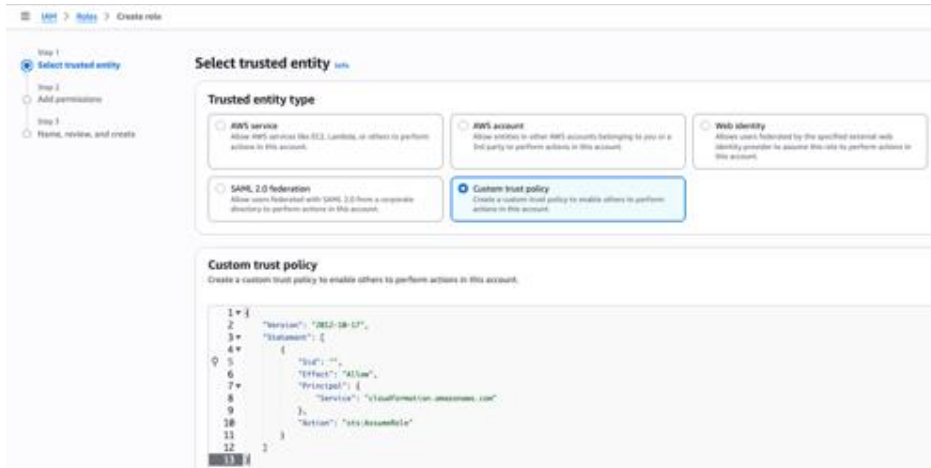 IAM > Roles > Create role
Step 1
Select trusted entity
Step 2
Add permissions
Step 3
Name, review, and create
Select trusted entity Info
Trusted entity type
AWS service
Allow AWS services like EC2, Lambda, or others to perform actions in this account.
AWS account
Allow entities in other AWS accounts belonging to you or a 3rd party to perform actions in this account.
Web identity
Allows users federated by the specified external web identity provider to assume this role to perform actions in this account.
SAML 2.0 federation
Allow users federated with SAML 2.0 from a corporate directory to perform actions in this account.
Custom trust policy
Create a custom trust policy to enable others to perform actions in this account.
Custom trust policy
Create a custom trust policy to enable others to perform actions in this account.
1 {
2 "Version": "2012-10-17",
3 "Statement": [
4 {
5 "Sid": "",
6 "Effect": "Allow",
7 "Principal": {
8 "Service": "cloudformation.amazonaws.com"
9 },
10 "Action": "sts:AssumeRole"
11 }
12 ]
13 }